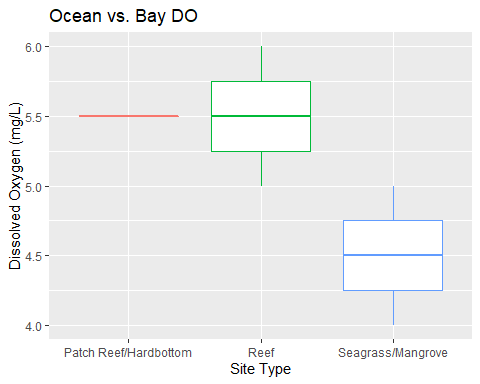 Ocean vs. Bay DO
Dissolved Oxygen (mg/L)
6.0
5.5
5.0
4.5
4.0
Patch Reef/Hardbottom
Reef
Seagrass/Mangrove
Site Type